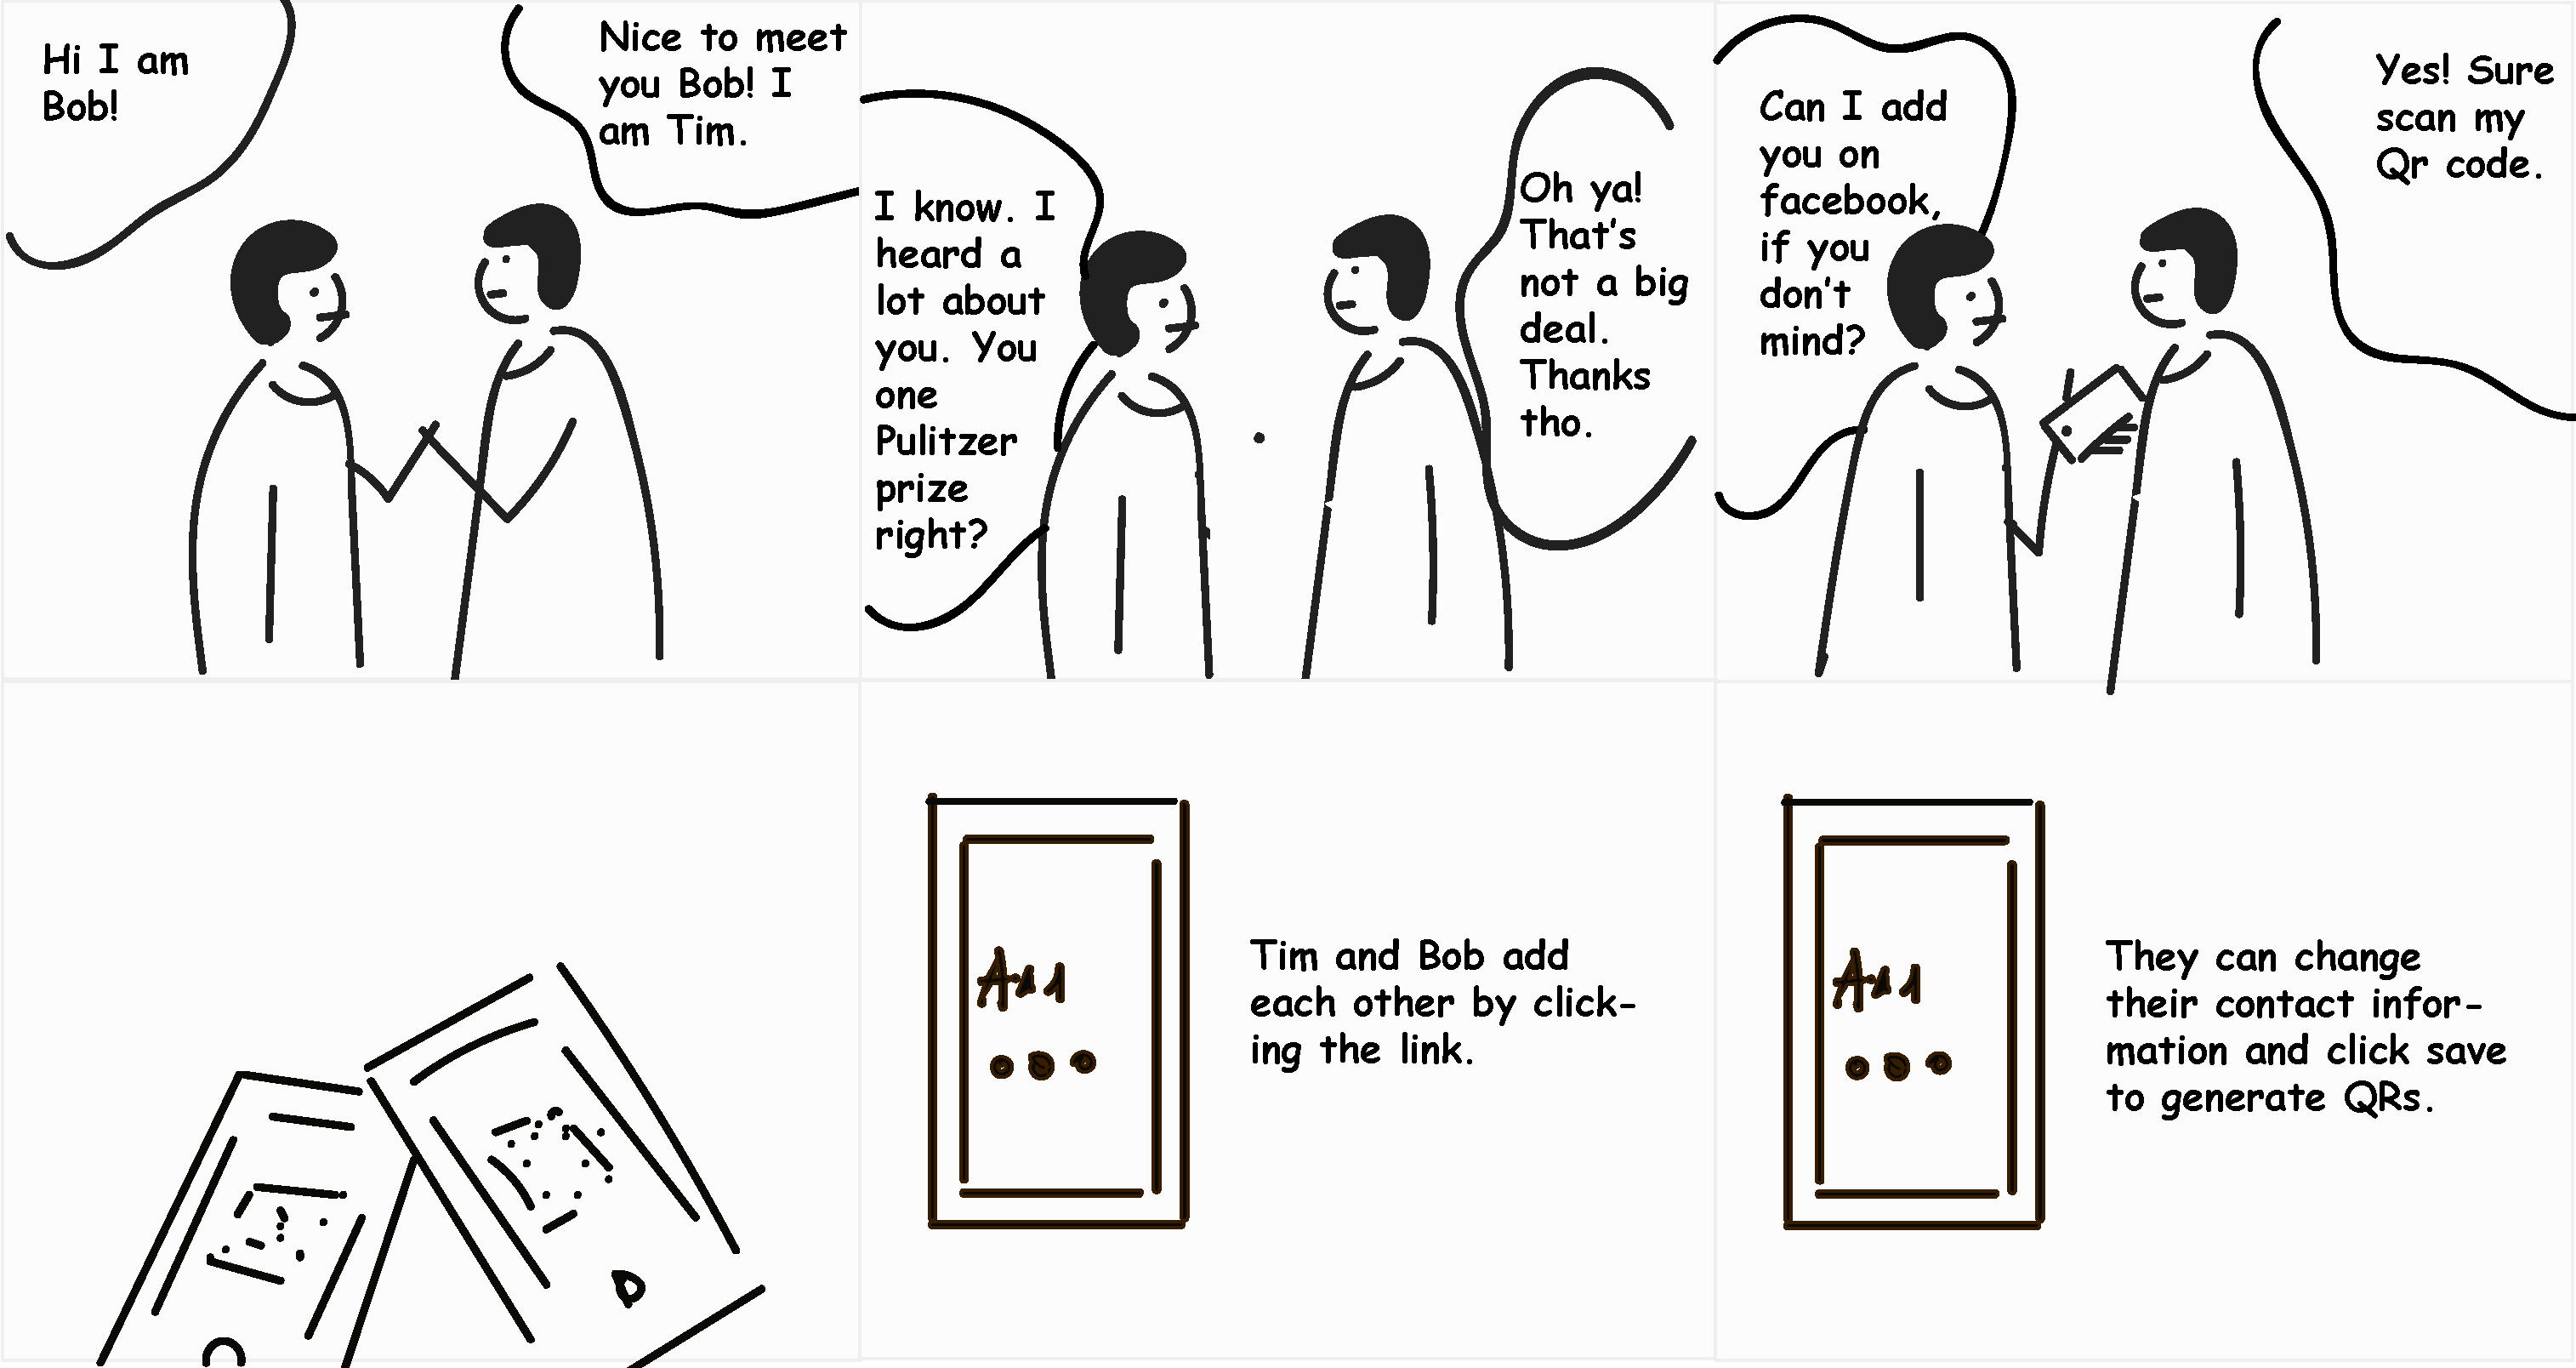 Hi I am
Bob!
Nice to meet
you Bob! I
am Tim.
I know. I
heard a
lot about
you. You
one
Pulitzer
prize
right?
Oh ya!
That's
not a big
deal.
Thanks
tho.
Can I add
you on
facebook,
if you
don't
mind?
Yes! Sure
scan my
Qr code.
Add
Tim and Bob add
each other by click-
ing the link.
Add
They can change
their contact infor-
mation and click save
to generate QRs.